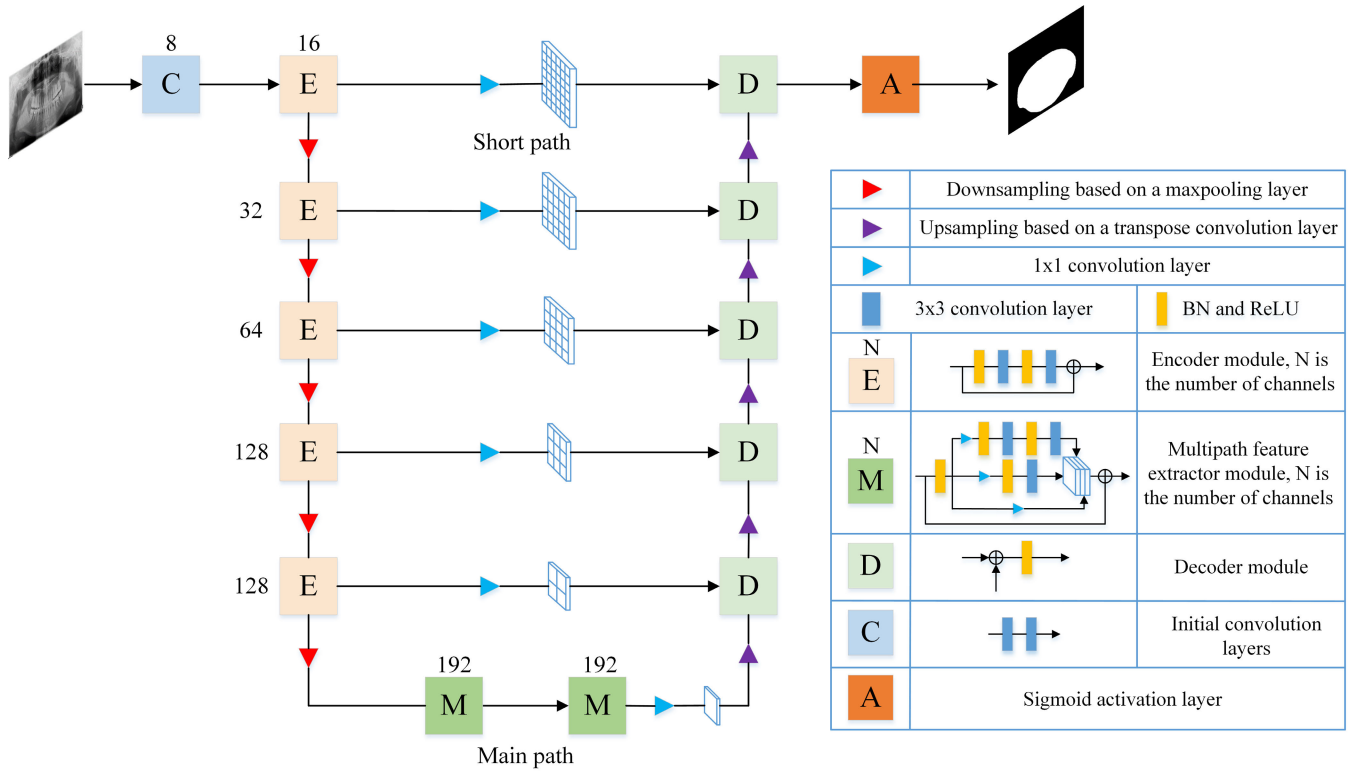 8
16
C
E
D
A
Short path
32
E
D
64
E
D
128
E
D
128
E
D
192
192
M
M
Main path
Downsampling based on a maxpooling layer
Upsampling based on a transpose convolution layer
1x1 convolution layer
3x3 convolution layer
BN and ReLU
N
E
Encoder module, N is
the number of channels
N
M
Multipath feature
extractor module, N is
the number of channels
D
Decoder module
C
Initial convolution
layers
A
Sigmoid activation layer